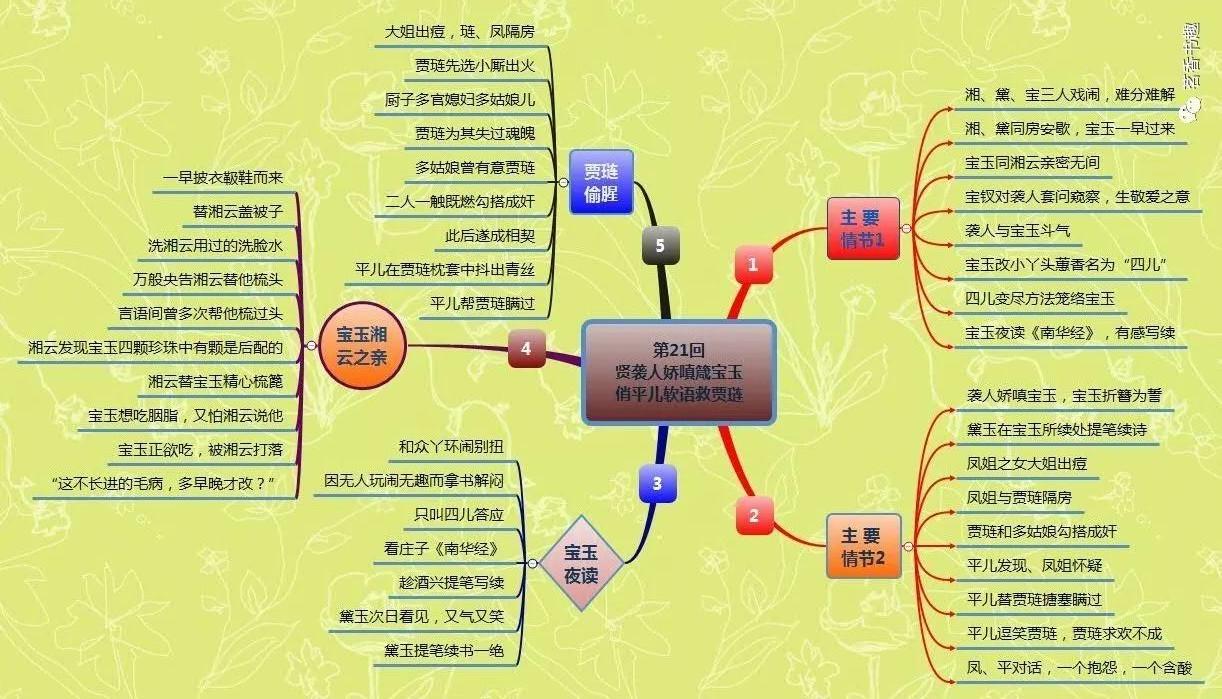 第21回
贤袭人娇嗔箴宝玉
俏平儿软语救贾琏
1
主 要
情节1
湘、黛、宝三人戏闹，难分难解
湘、黛同房安歇，宝玉一早过来
宝玉同湘云亲密无间
宝钗对袭人套问窥察，生敬爱之意
袭人与宝玉斗气
宝玉改小丫头蕙香名为“四儿”
四儿变尽方法笼络宝玉
宝玉夜读《南华经》，有感写续
2
主 要
情节2
袭人娇嗔宝玉，宝玉折簪为誓
黛玉在宝玉所续处提笔续诗
凤姐之女大姐出痘
凤姐与贾琏隔房
贾琏和多姑娘勾搭成奸
平儿发现、凤姐怀疑
平儿替贾琏搪塞瞒过
平儿逗笑贾琏，贾琏求欢不成
凤、平对话，一个抱怨，一个含酸
3
宝玉
夜读
和众丫环闹别扭
因无人玩闹无趣而拿书解闷
只叫四儿答应
看庄子《南华经》
趁酒兴提笔写续
黛玉次日看见，又气又笑
黛玉提笔续书一绝
4
宝玉湘
云之亲
一早披衣靸鞋而来
替湘云盖被子
洗湘云用过的洗脸水
万般央告湘云替他梳头
言语间曾多次帮他梳过头
湘云发现宝玉四颗珍珠中有颗是后配的
湘云替宝玉精心梳篦
宝玉想吃胭脂，又怕湘云说他
宝玉正欲吃，被湘云打落
“这不长进的毛病，多早晚才改？”
5
贾琏
偷腥
大姐出痘，琏、凤隔房
贾琏先选小厮出火
厨子多官媳妇多姑娘儿
贾琏为其失过魂魄
多姑娘曾有意贾琏
二人一触既燃勾搭成奸
此后遂成相契
平儿在贾琏枕套中抖出青丝
平儿帮贾琏瞒过
茗香书趣